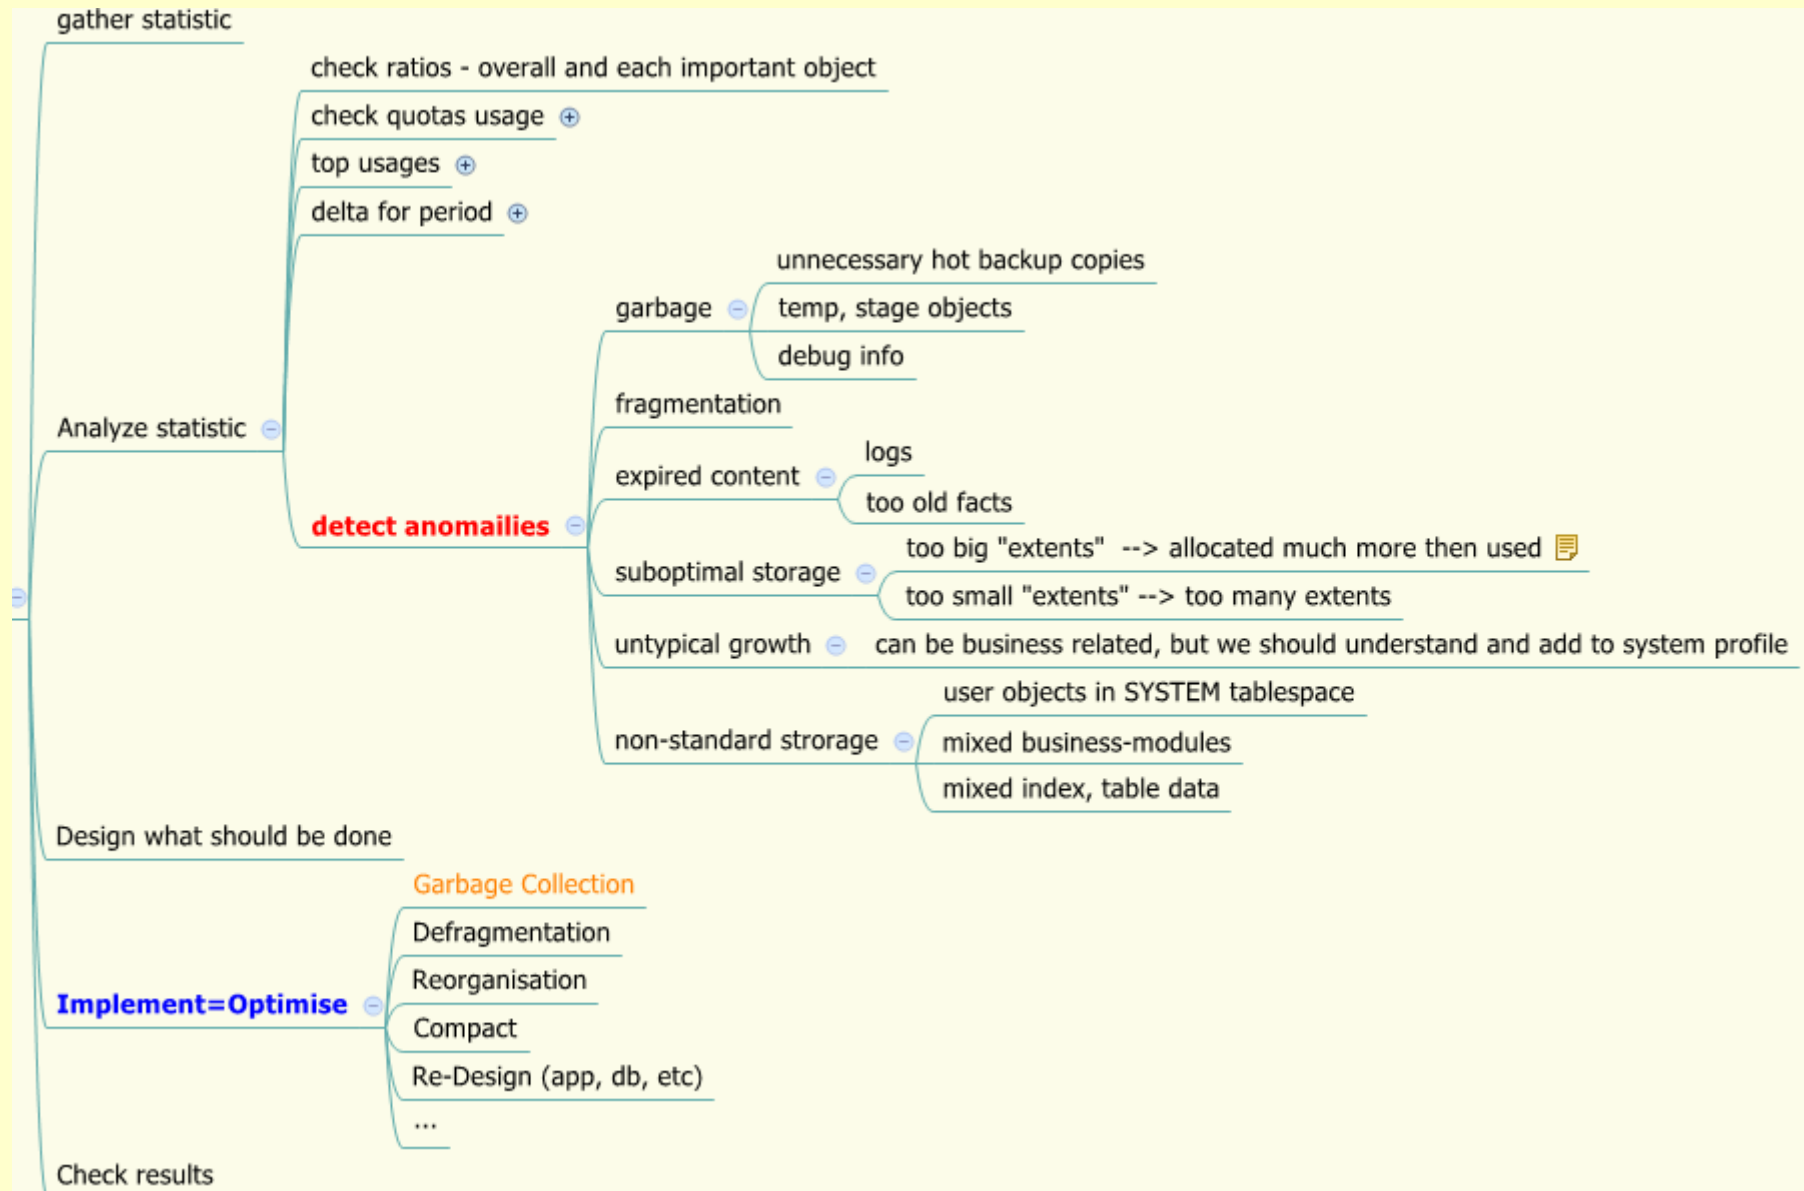 gather statistic
check ratios - overall and each important object
check quotas usage
top usages
delta for period
unnecessary hot backup copies
garbage
temp, stage objects
debug info
fragmentation
Analyze statistic
logs
expired content
too old facts
detect anomailies
too big "extents" --> allocated much more then used
suboptimal storage
too small "extents" --> too many extents
untypical growth
can be business related, but we should understand and add to system profile
user objects in SYSTEM tablespace
non-standard strorage
mixed business-modules
mixed index, table data
Design what should be done
Garbage Collection
Defragmentation
Reorganisation
Implement=Optimise
Compact
Re-Design (app, db, etc)
...
Check results